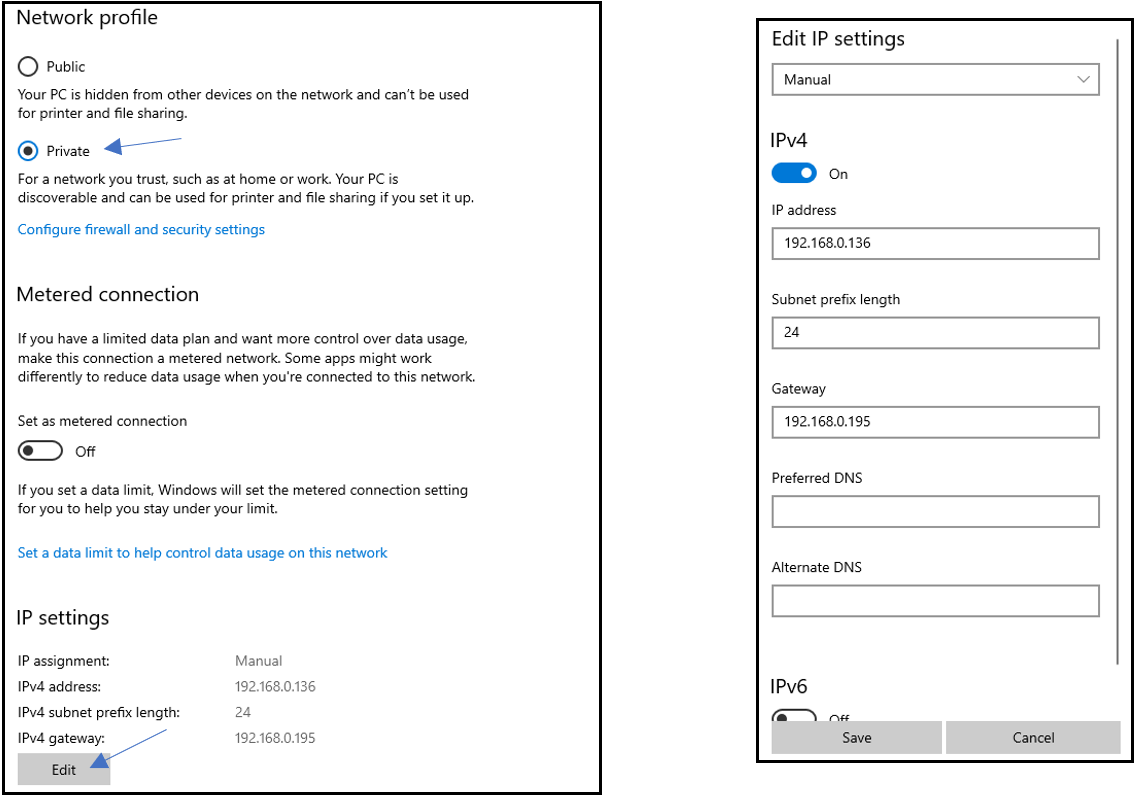 Network profile
Public
Your PC is hidden from other devices on the network and can't be used
for printer and file sharing.
Private
For a network you trust, such as at home or work. Your PC is
discoverable and can be used for printer and file sharing if you set it up.
Configure firewall and security settings
Metered connection
If you have a limited data plan and want more control over data usage,
make this connection a metered network. Some apps might work
differently to reduce data usage when you're connected to this network.
Set as metered connection
Off
If you set a data limit, Windows will set the metered connection setting
for you to help you stay under your limit.
Set a data limit to help control data usage on this network
IP settings
IP assignment: Manual
IPv4 address: 192.168.0.136
IPv4 subnet prefix length: 24
IPv4 gateway: 192.168.0.195
Edit
Edit IP settings
Manual
IPv4
On
IP address
192.168.0.136
Subnet prefix length
24
Gateway
192.168.0.195
Preferred DNS
Alternate DNS
IPv6
Off
Save Cancel